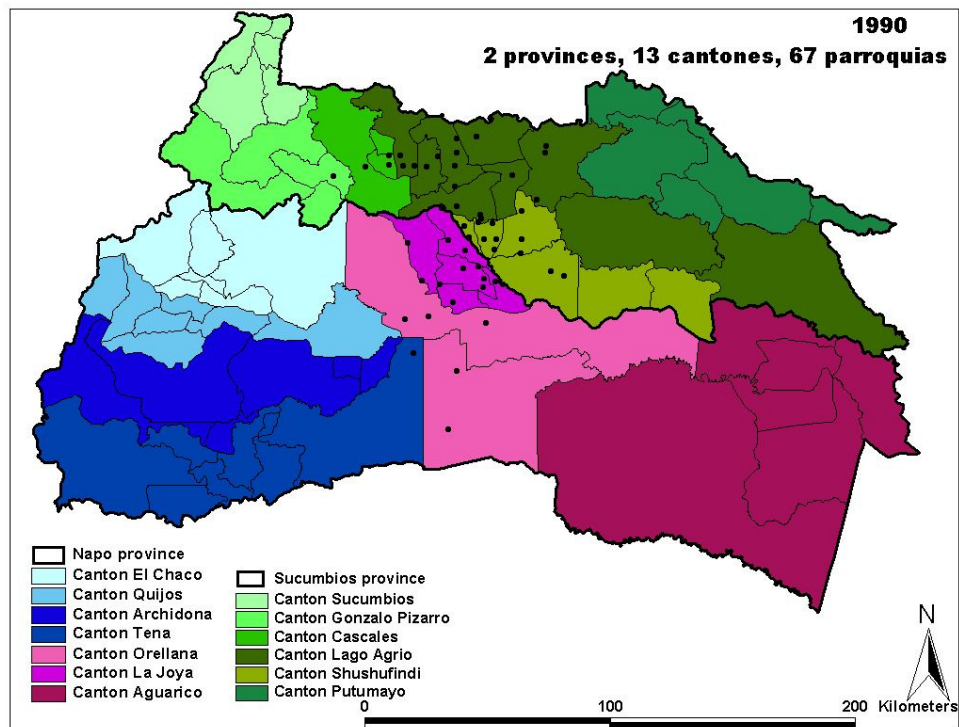 1990
2 provinces, 13 cantones, 67 parroquias
Napo province
Canton El Chaco
Canton Quijos
Canton Archidona
Canton Tena
Canton Orellana
Canton La Joya
Canton Aguarico
Sucumbios province
Canton Sucumbios
Canton Gonzalo Pizarro
Canton Cascales
Canton Lago Agrio
Canton Shushufindi
Canton Putumayo
N
0 100 200
Kilometers